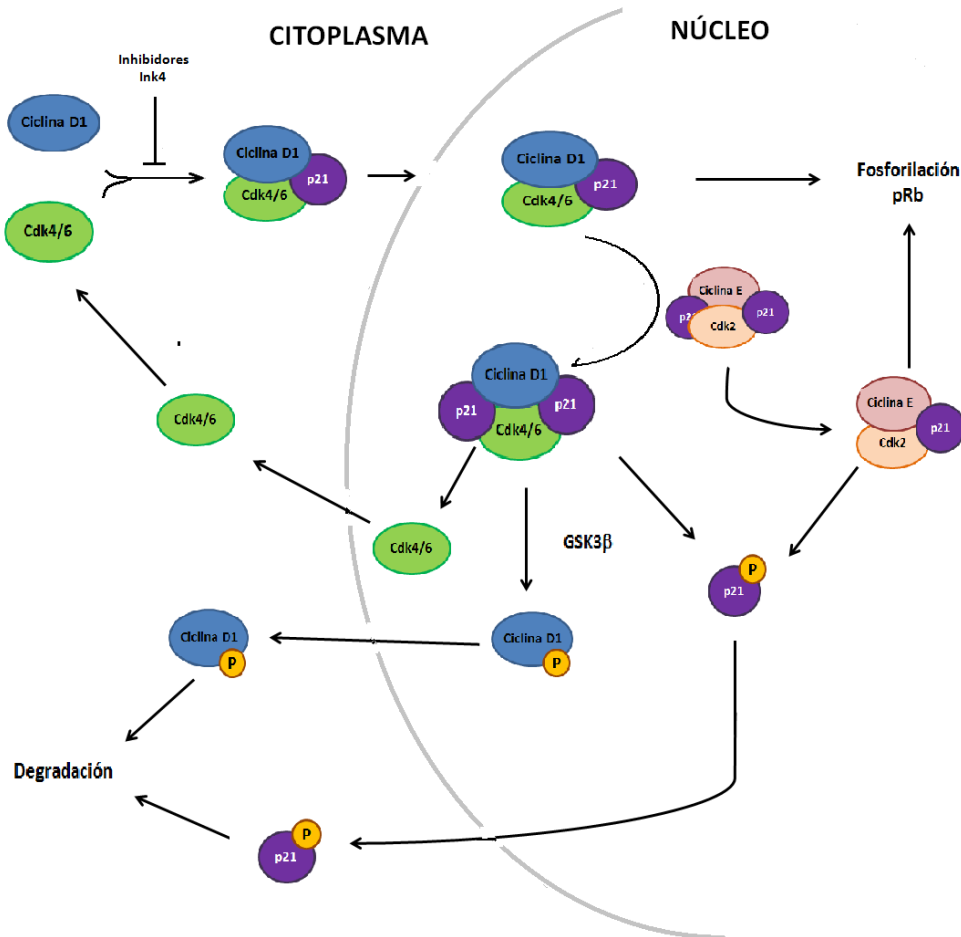 CITOPLASMA
NÚCLEO
Inhibidores
Ink4
Ciclina D1
Cdk4/6
Ciclina D1
p21
Cdk4/6
Ciclina D1
p21
Cdk4/6
Fosforilación
pRb
Ciclina E
p21
Cdk2
Ciclina D1
p21
p21
Cdk4/6
Ciclina E
p21
Cdk2
Cdk4/6
Cdk4/6
GSK3β
P
p21
Ciclina D1
P
Ciclina D1
P
Degradación
P
p21